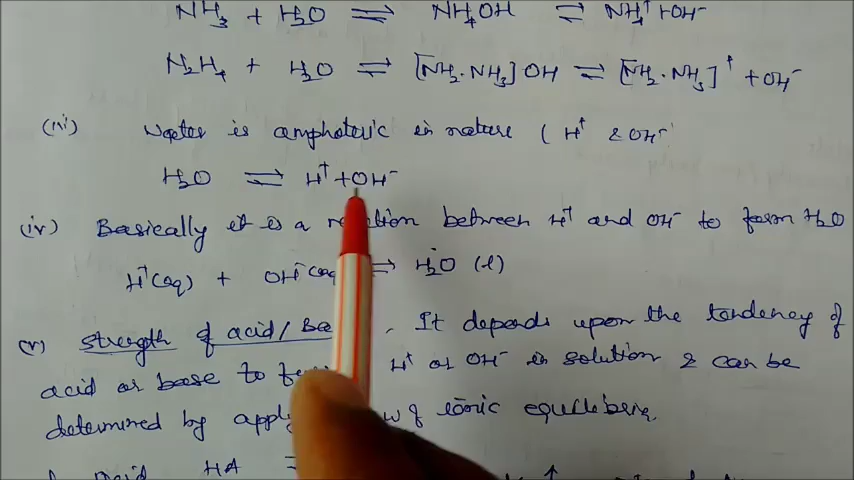 NH₃ + H₂O ⇌ NH₄OH ⇌ NH₄⁺ + OH⁻
N₂H₄ + H₂O ⇌ [NH₂·NH₃]OH ⇌ [NH₂·NH₃]⁺ + OH⁻
(iii) Water is amphoteric in nature ( H⁺ & OH⁻
H₂O ⇌ H⁺ + OH⁻
(iv) Basically it is a between H⁺ and OH⁻ to form H₂O
H⁺(aq) + OH⁻(aq ⇌ H₂O (l)
(v) strength of acid/ Ba . It depends upon the tendency of
acid or base to H⁺ or OH⁻ in solution & can be
determined by of ionic equilibria.
HA